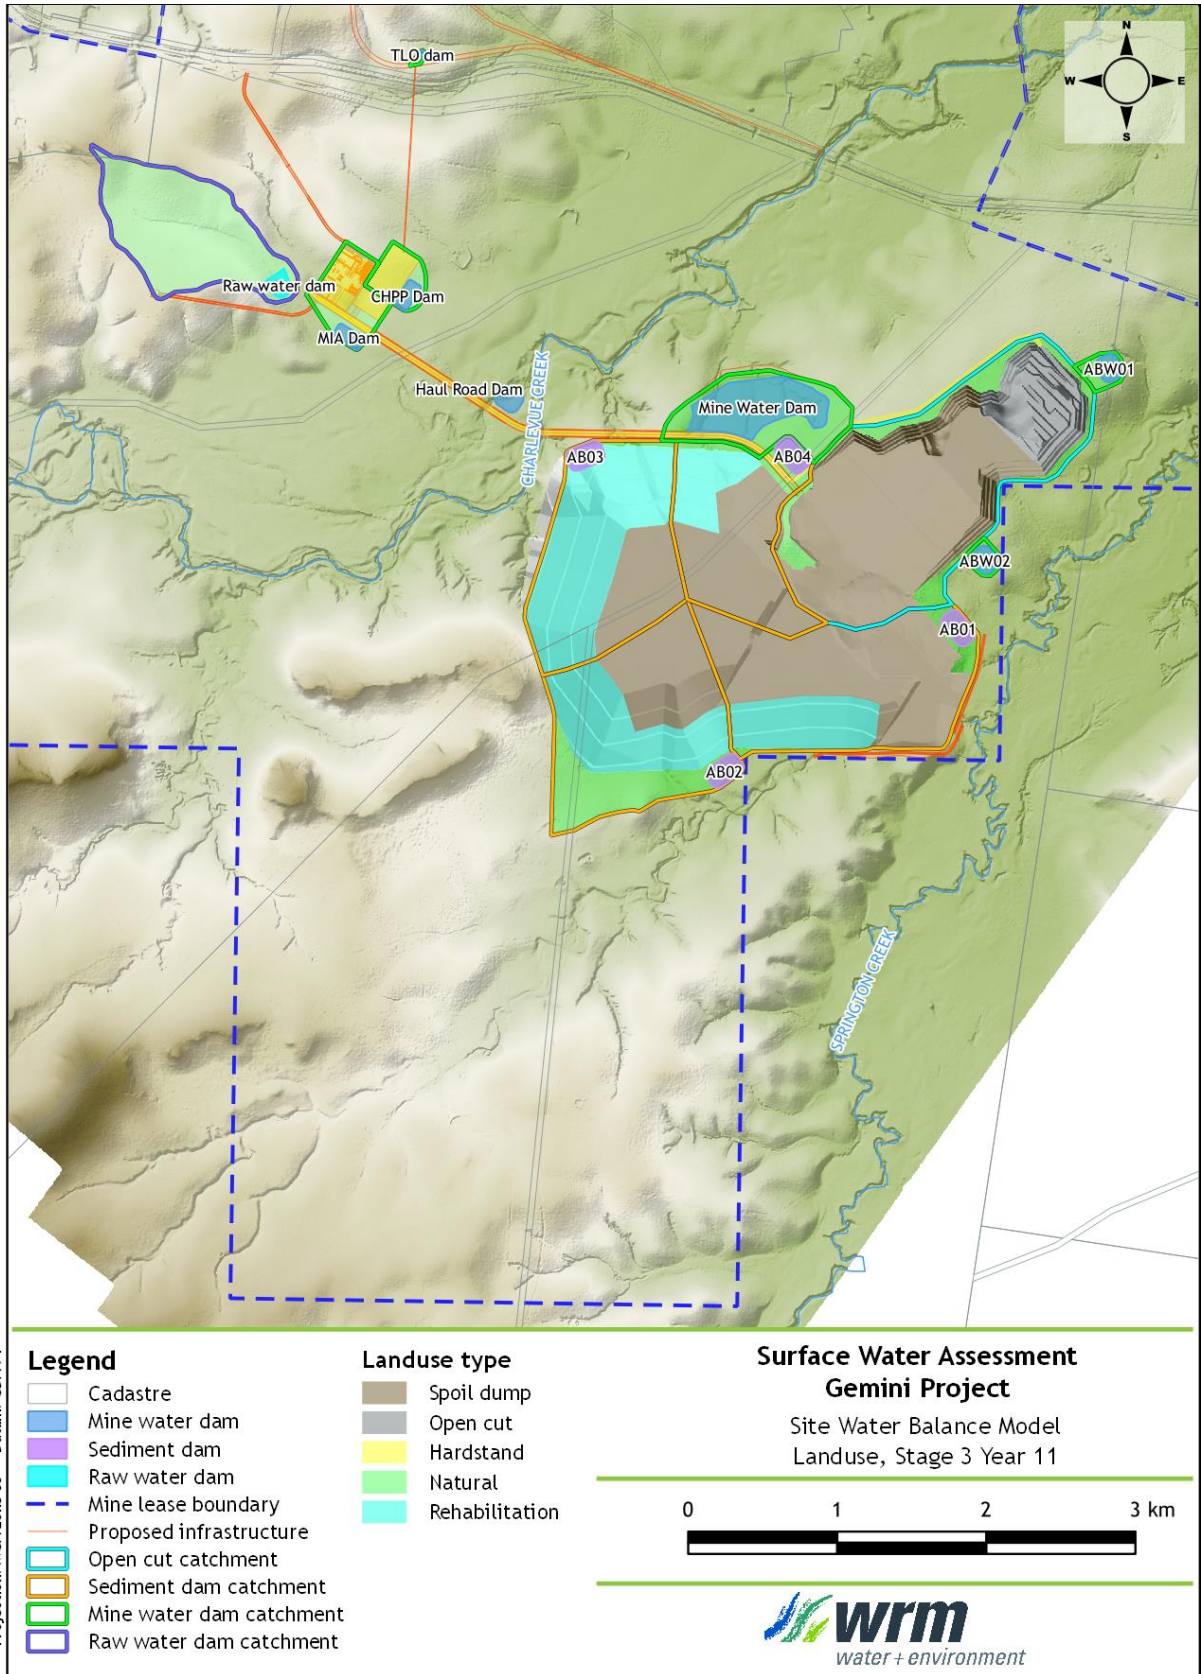 TLO dam
N
W
E
S
Raw water dam
CHPP Dam
MIA Dam
Haul Road Dam
CHARLEVUE CREEK
Mine Water Dam
ABW01
AB03
AB04
ABW02
AB01
AB02
SPRINGTON CREEK
Legend
Cadastre
Mine water dam
Sediment dam
Raw water dam
Mine lease boundary
Proposed infrastructure
Open cut catchment
Sediment dam catchment
Mine water dam catchment
Raw water dam catchment
Landuse type
Spoil dump
Open cut
Hardstand
Natural
Rehabilitation
Surface Water Assessment
Gemini Project
Site Water Balance Model
Landuse, Stage 3 Year 11
0 1 2 3 km
wrm
water + environment